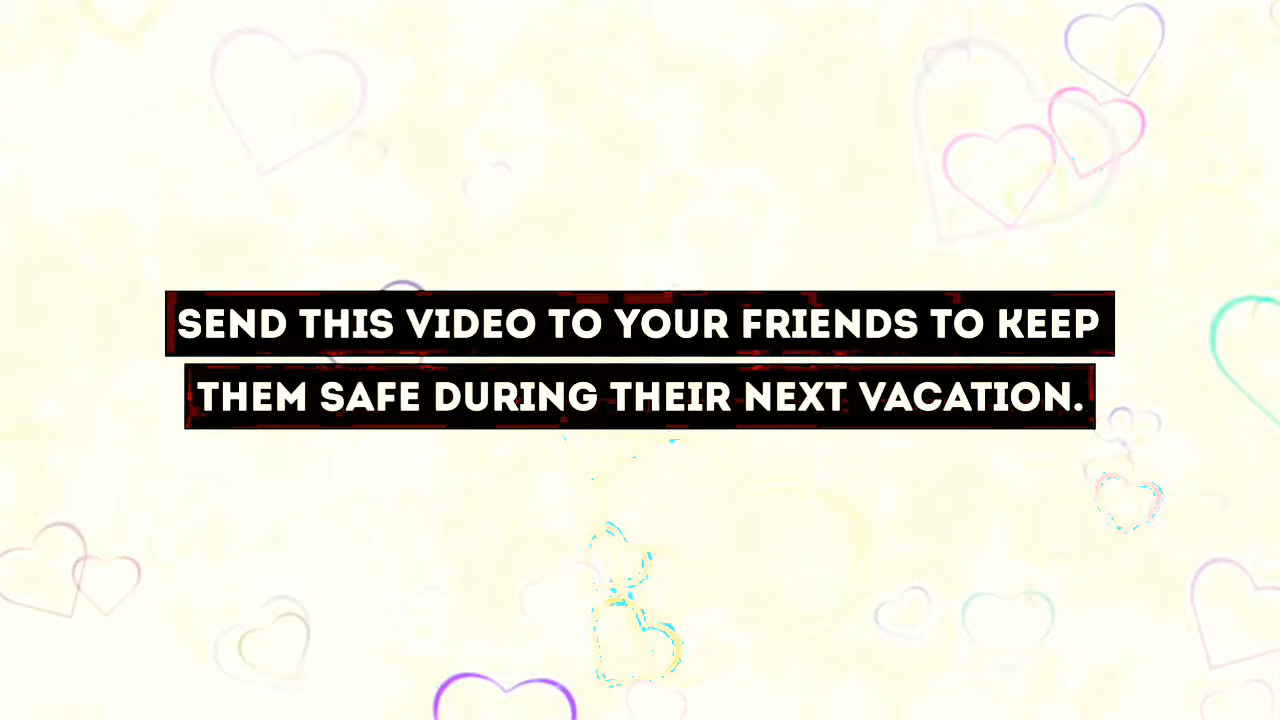 SEND THIS VIDEO TO YOUR FRIENDS TO KEEP
THEM SAFE DURING THEIR NEXT VACATION.